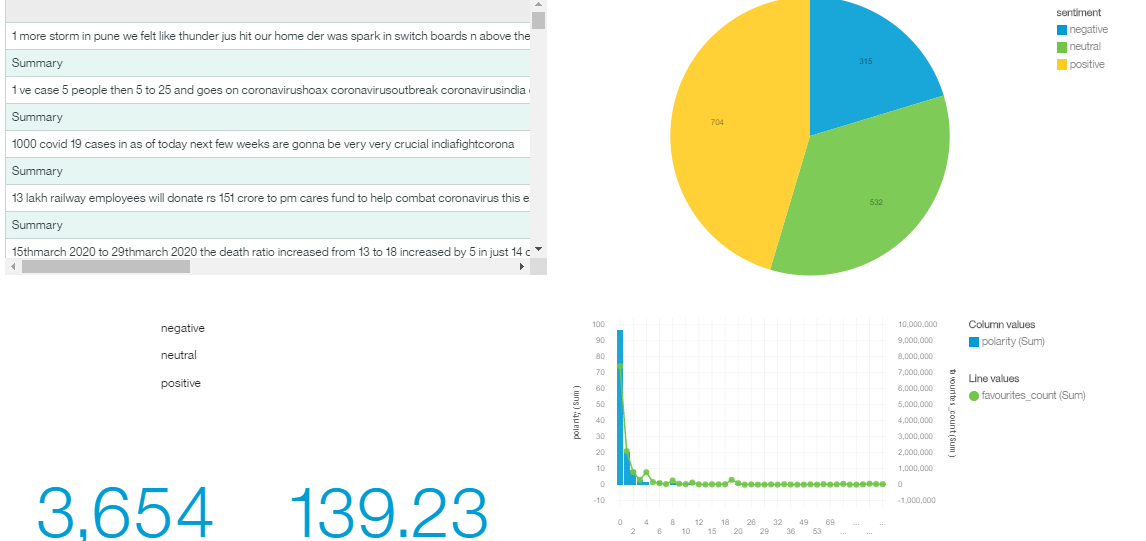 1 more storm in pune we felt like thunder jus hit our home der was spark in switch boards n above the
Summary
1 ve case 5 people then 5 to 25 and goes on coronavirushoax coronavirusoutbreak coronavirusindia
Summary
1000 covid 19 cases in as of today next few weeks are gonna be very very crucial indiafightcorona
Summary
13 lakh railway employees will donate rs 151 crore to pm cares fund to help combat coronavirus this
Summary
15thmarch 2020 to 29thmarch 2020 the death ratio increased from 13 to 18 increased by 5 in just 14
negative
neutral
positive
3,654
139.23
315
704
532
sentiment
negative
neutral
positive
polarity (Sum)
100
90
80
70
60
50
40
30
20
10
0
-10
10,000,000
9,000,000
8,000,000
7,000,000
6,000,000
5,000,000
4,000,000
3,000,000
2,000,000
1,000,000
0
-1,000,000
favourites_count (Sum)
0 4 8 12 18 26 32 49 69 ... ...
2 6 10 15 20 29 36 53 ... ...
Column values
polarity (Sum)
Line values
favourites_count (Sum)